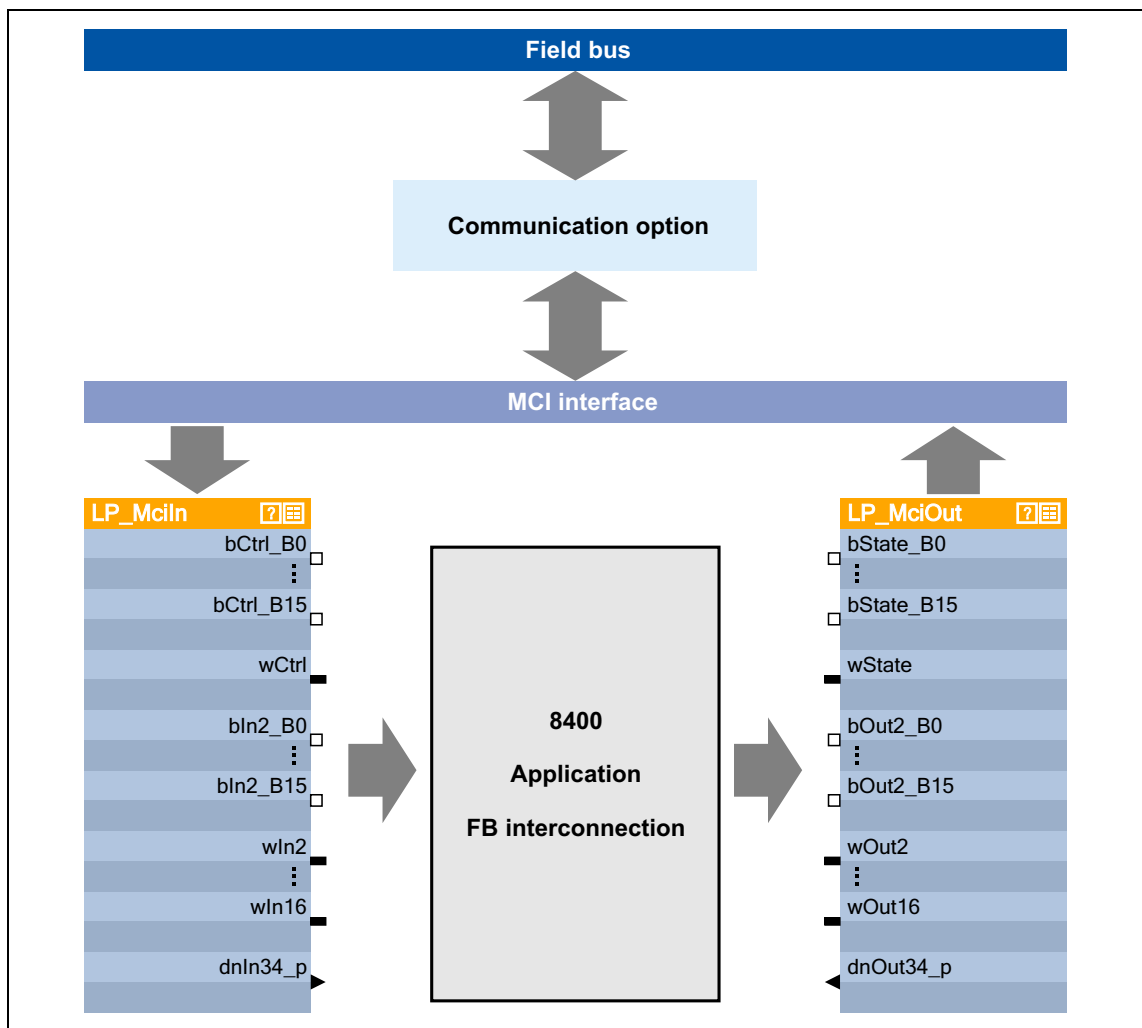 Field bus
Communication option
MCI interface
LP_MciIn
bCtrl_B0
bCtrl_B15
wCtrl
bIn2_B0
bIn2_B15
wIn2
wIn16
dnIn34_p
8400
Application
FB interconnection
LP_MciOut
bState_B0
bState_B15
wState
bOut2_B0
bOut2_B15
wOut2
wOut16
dnOut34_p